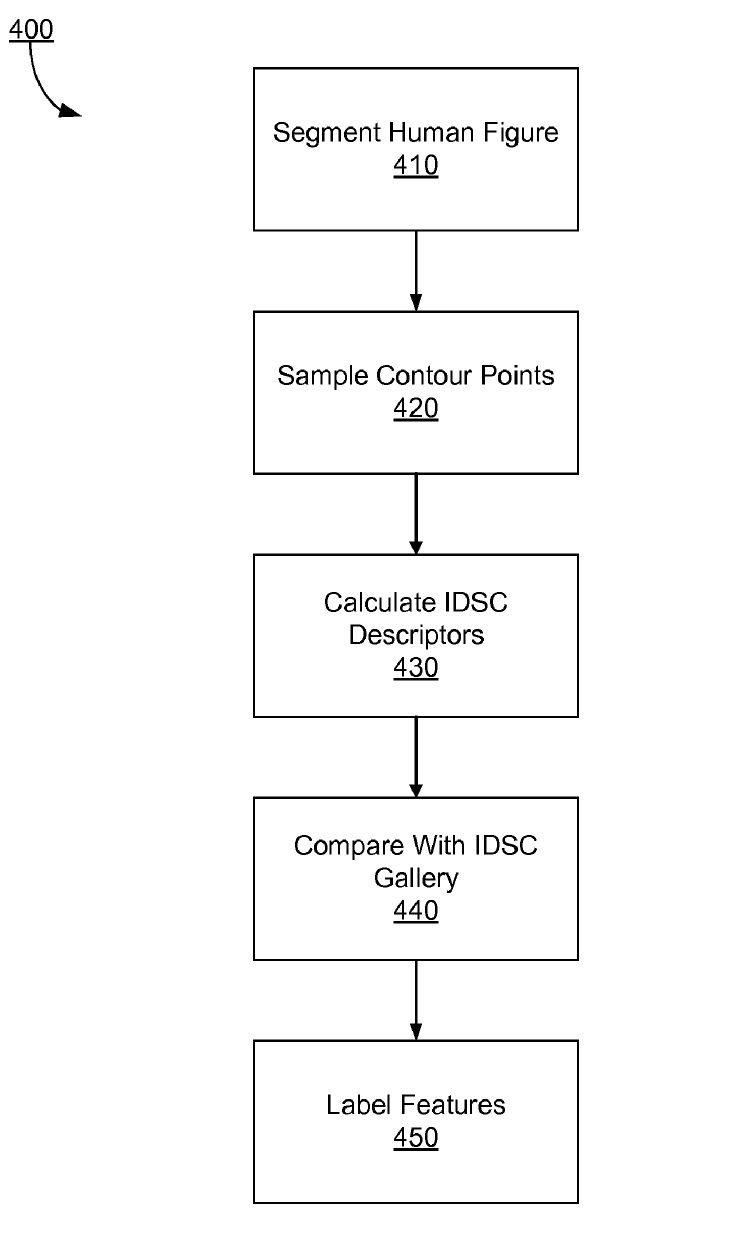 400
Segment Human Figure
410
Sample Contour Points
420
Calculate IDSC
Descriptors
430
Compare With IDSC
Gallery
440
Label Features
450